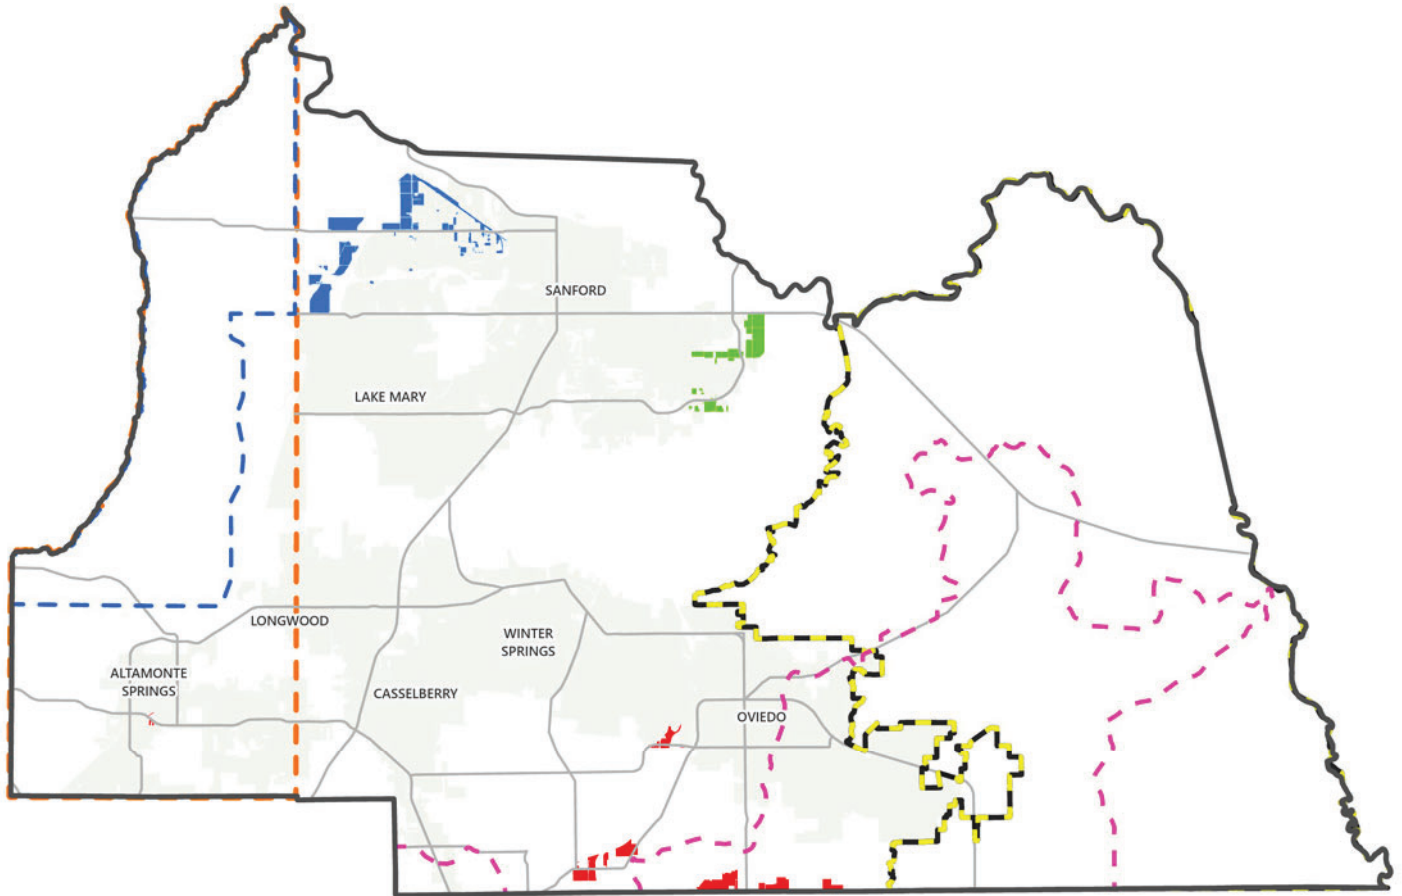 SANFORD
LAKE MARY
LONGWOOD
WINTER
SPRINGS
ALTAMONTE
SPRINGS
CASSELBERRY
OVIEDO